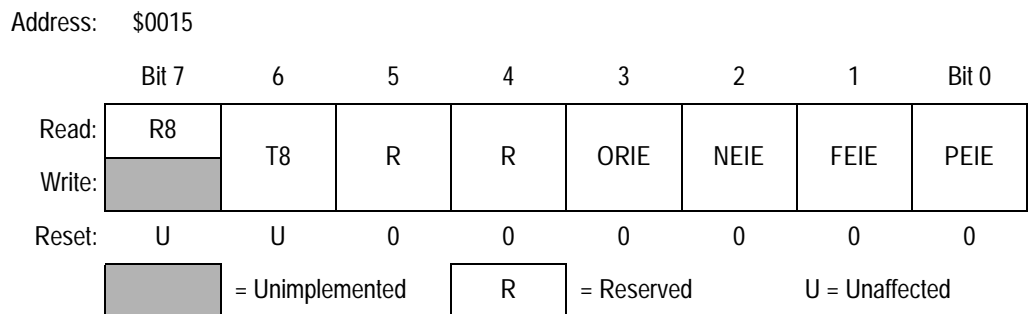 Address: $0015
Bit 7 6 5 4 3 2 1 Bit 0
Read: R8
T8 R R ORIE NEIE FEIE PEIE
Write:
Reset: U U 0 0 0 0 0 0
= Unimplemented R = Reserved U = Unaffected